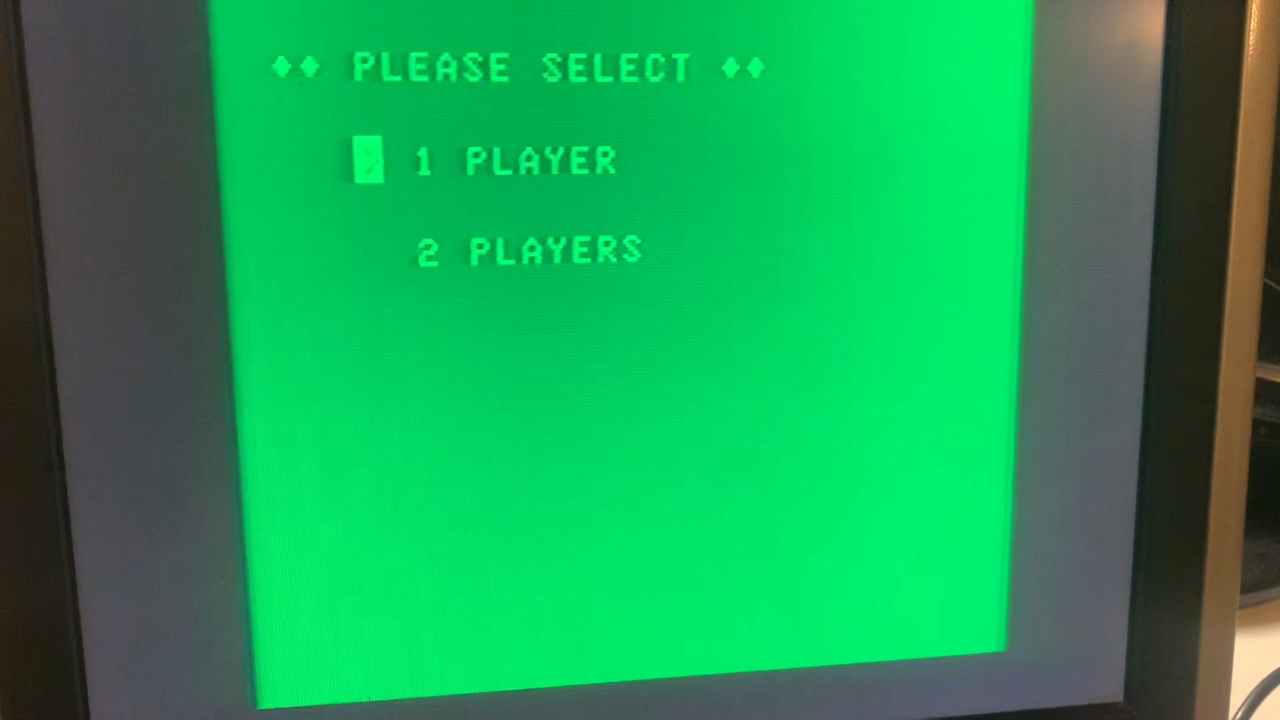 ♦♦ PLEASE SELECT ♦♦
> 1 PLAYER
2 PLAYERS